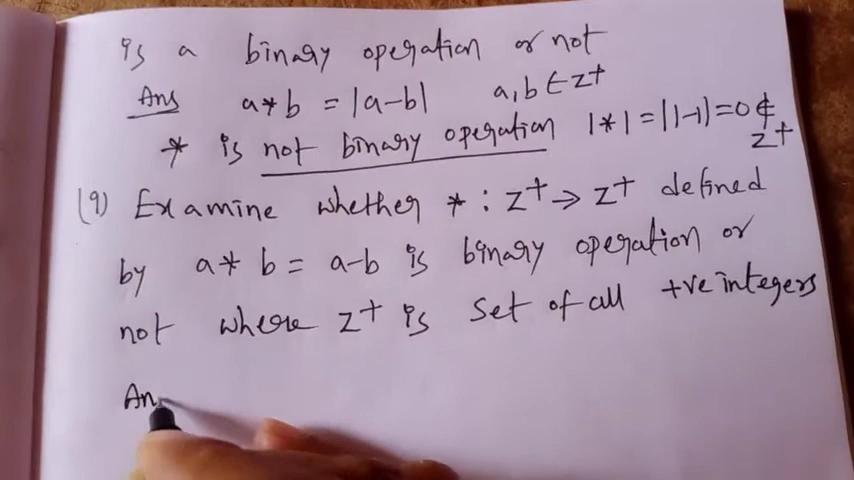 is a binary operation or not
Ans a*b = |a-b| a,b ∈ z+
* is not binary operation 1*1 = |1-1| = 0 ∉ z+
(9) Examine whether * : z+ → z+ defined
by a* b = a-b is binary operation or
not where z+ is set of all +ve integers
An